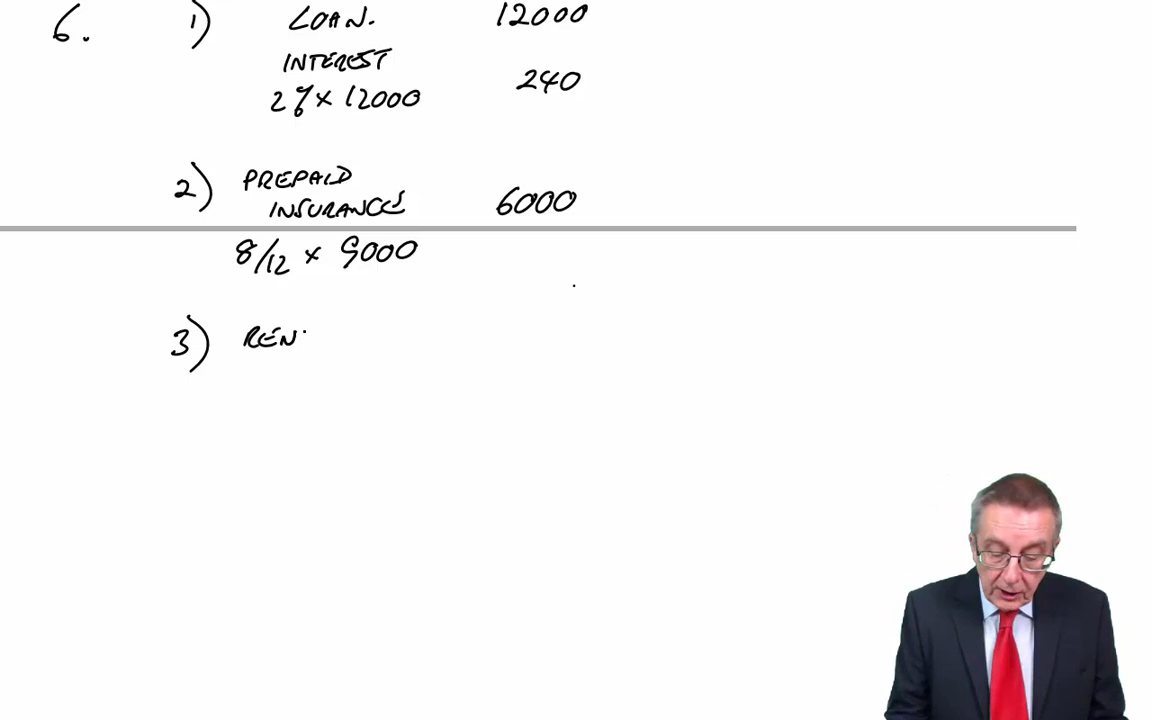 6. 1) LOAN. 12000
INTEREST
2% x 12000 240
2) PREPAID
INSURANCE 6000
8/12 x 9000
3) REN